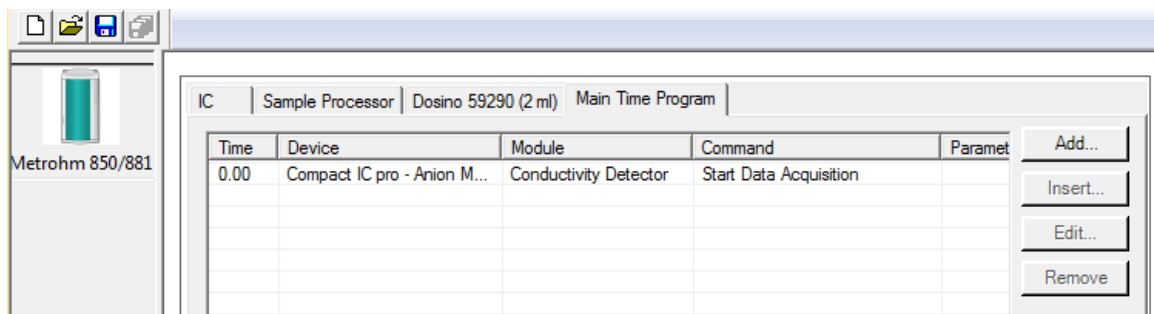 Metrohm 850/881
IC Sample Processor Dosino 59290 (2 ml) Main Time Program
Time Device Module Command Paramet
0.00 Compact IC pro - Anion M... Conductivity Detector Start Data Acquisition
Add...
Insert...
Edit...
Remove